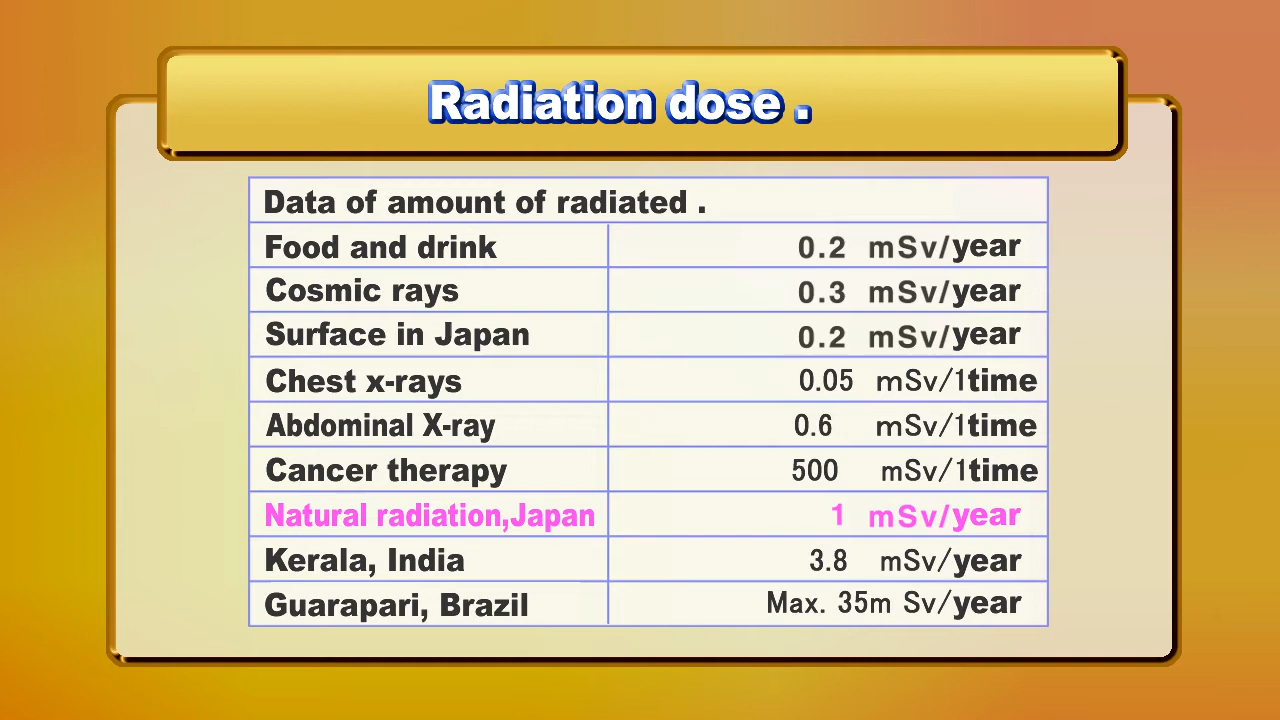 Radiation dose .
Data of amount of radiated .
Food and drink 0.2 mSv/year
Cosmic rays 0.3 mSv/year
Surface in Japan 0.2 mSv/year
Chest x-rays 0.05 mSv/1time
Abdominal X-ray 0.6 mSv/1time
Cancer therapy 500 mSv/1time
Natural radiation,Japan 1 mSv/year
Kerala, India 3.8 mSv/year
Guarapari, Brazil Max. 35m Sv/year